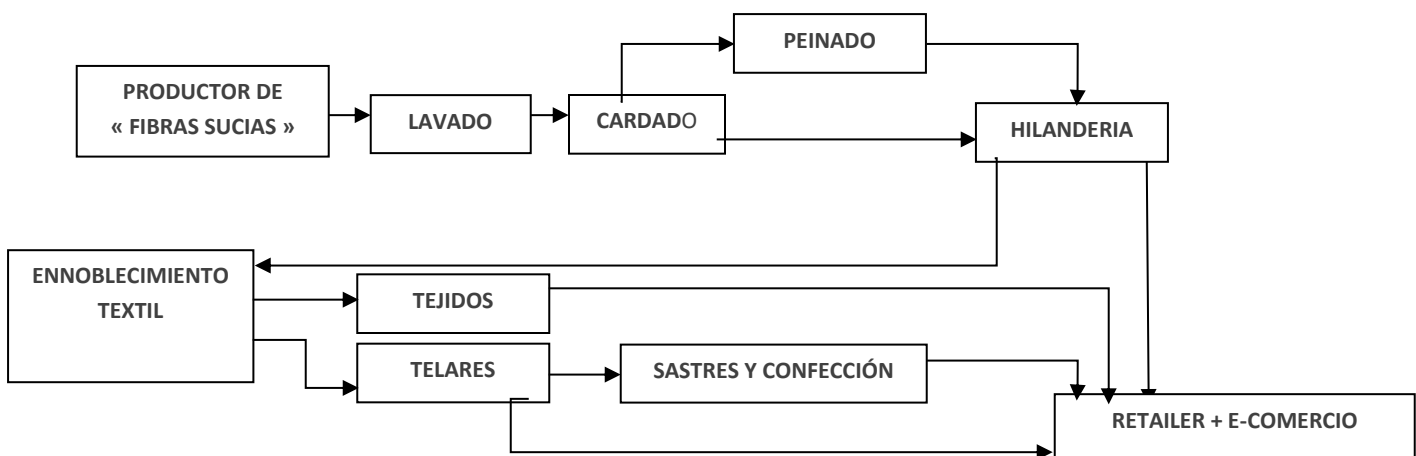 PEINADO
PRODUCTOR DE
« FIBRAS SUCIAS »
LAVADO
CARDADO
HILANDERIA
ENNOBLECIMIENTO
TEXTIL
TEJIDOS
TELARES
SASTRES Y CONFECCIÓN
RETAILER + E-COMERCIO